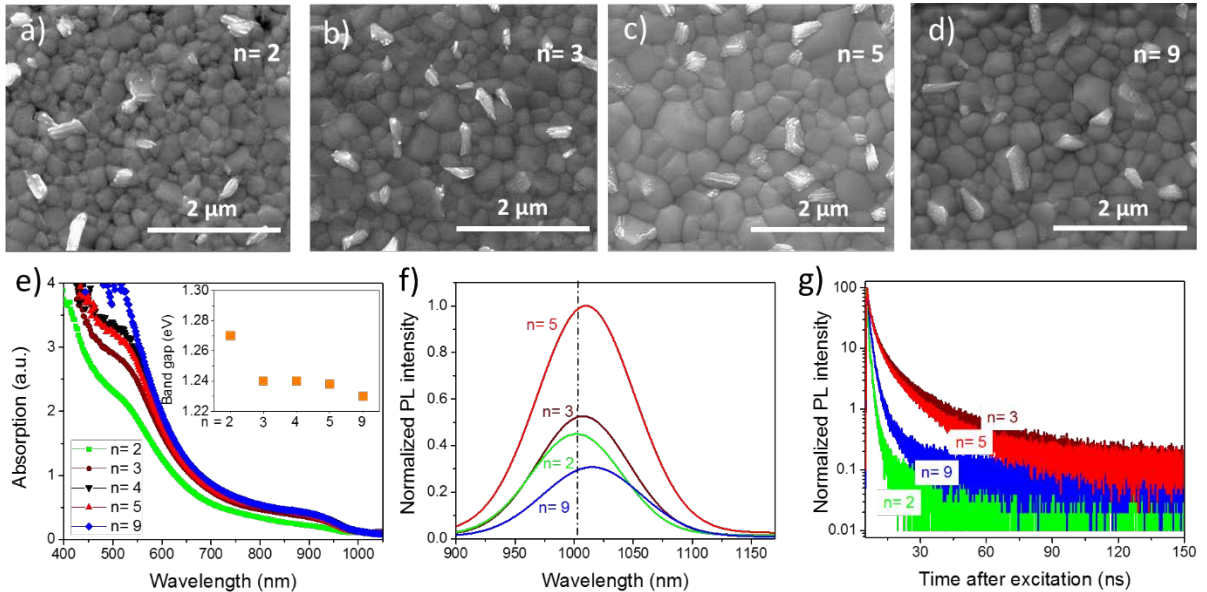 a)
n= 2
2 μm
b)
n= 3
2 μm
c)
n= 5
2 μm
d)
n= 9
2 μm
e)
Absorption (a.u.)
4
3
2
1
0
400 500 600 700 800 900 1000
Wavelength (nm)
n= 2
n= 3
n= 4
n= 5
n= 9
Band gap (eV)
1.30
1.28
1.26
1.24
1.22
n = 2 3 4 5 9
f)
Normalized PL intensity
1.0
0.8
0.6
0.4
0.2
0.0
900 950 1000 1050 1100 1150
Wavelength (nm)
n= 5
n= 3
n= 2
n= 9
g)
Normalized PL intensity
100
10
1
0.1
0.01
30 60 90 120 150
Time after excitation (ns)
n= 3
n= 5
n= 9
n= 2